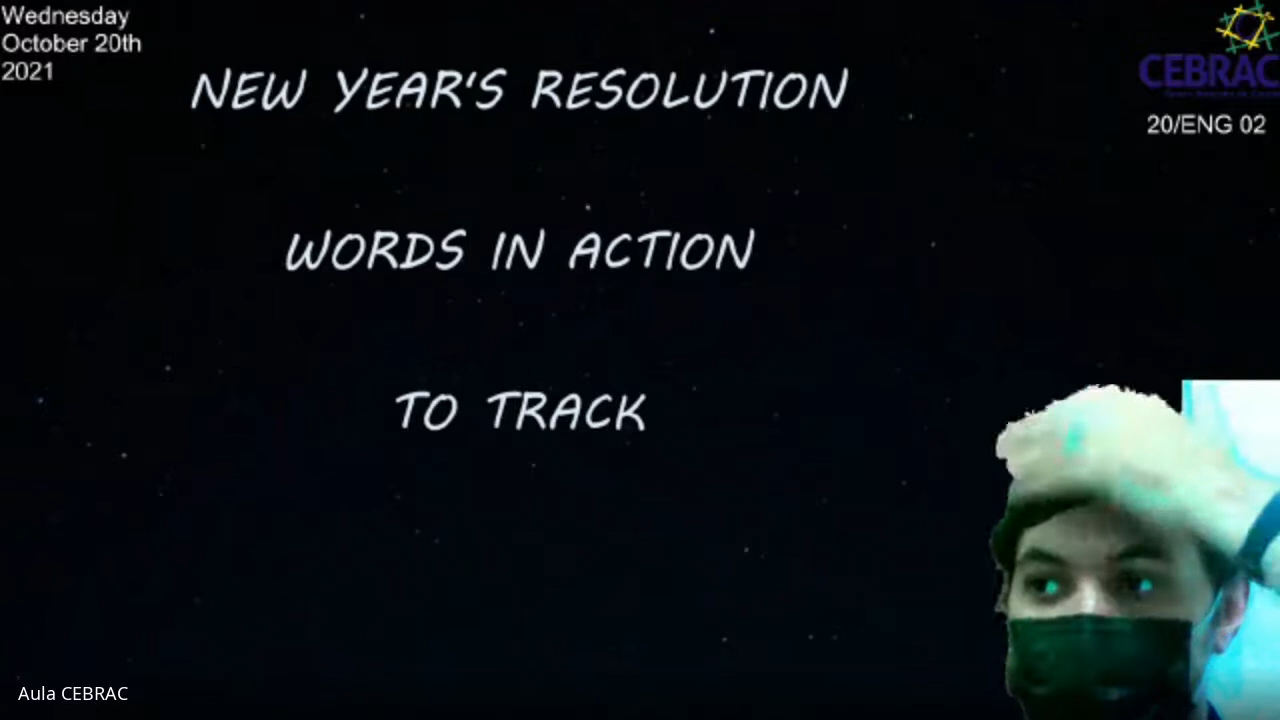 Wednesday
October 20th
2021
CEBRAC
20/ENG 02
NEW YEAR'S RESOLUTION
WORDS IN ACTION
TO TRACK
Aula CEBRAC